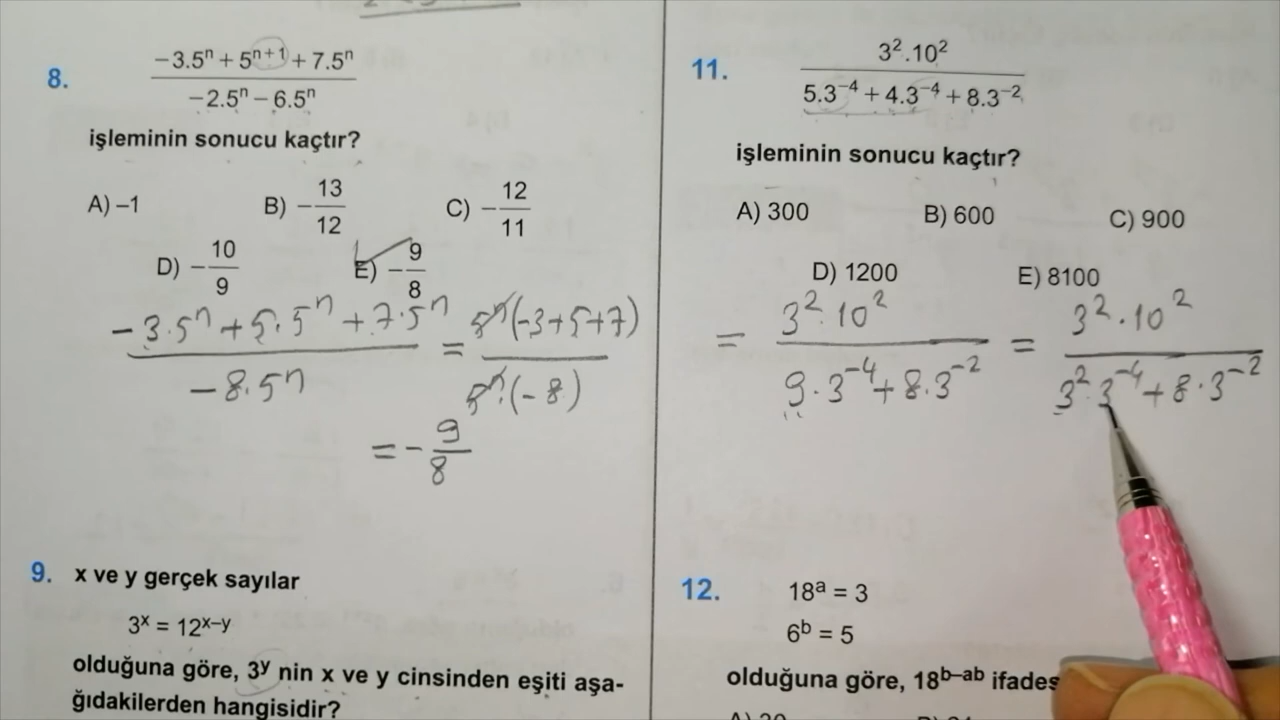 8.
-3.5ⁿ + 5ⁿ⁺¹ + 7.5ⁿ
-2.5ⁿ - 6.5ⁿ
işleminin sonucu kaçtır?
A) -1 B) -13/12 C) -12/11
D) -10/9 E) -9/8
-3.5ⁿ + 5.5ⁿ + 7.5ⁿ = 5ⁿ(-3+5+7)
-8.5ⁿ 5ⁿ.(-8)
= - 9/8
9. x ve y gerçek sayılar
3ˣ = 12ˣ⁻ʸ
olduğuna göre, 3ʸ nin x ve y cinsinden eşiti aşa-
ğıdakilerden hangisidir?
11.
3².10²
5.3⁻⁴ + 4.3⁻⁴ + 8.3⁻²
işleminin sonucu kaçtır?
A) 300 B) 600 C) 900
D) 1200 E) 8100
= 3².10² = 3².10²
9.3⁻⁴ + 8.3⁻² 3².3⁻⁴ + 8.3⁻²
12. 18ᵃ = 3
6ᵇ = 5
olduğuna göre, 18ᵇ⁻ᵃᵇ ifades